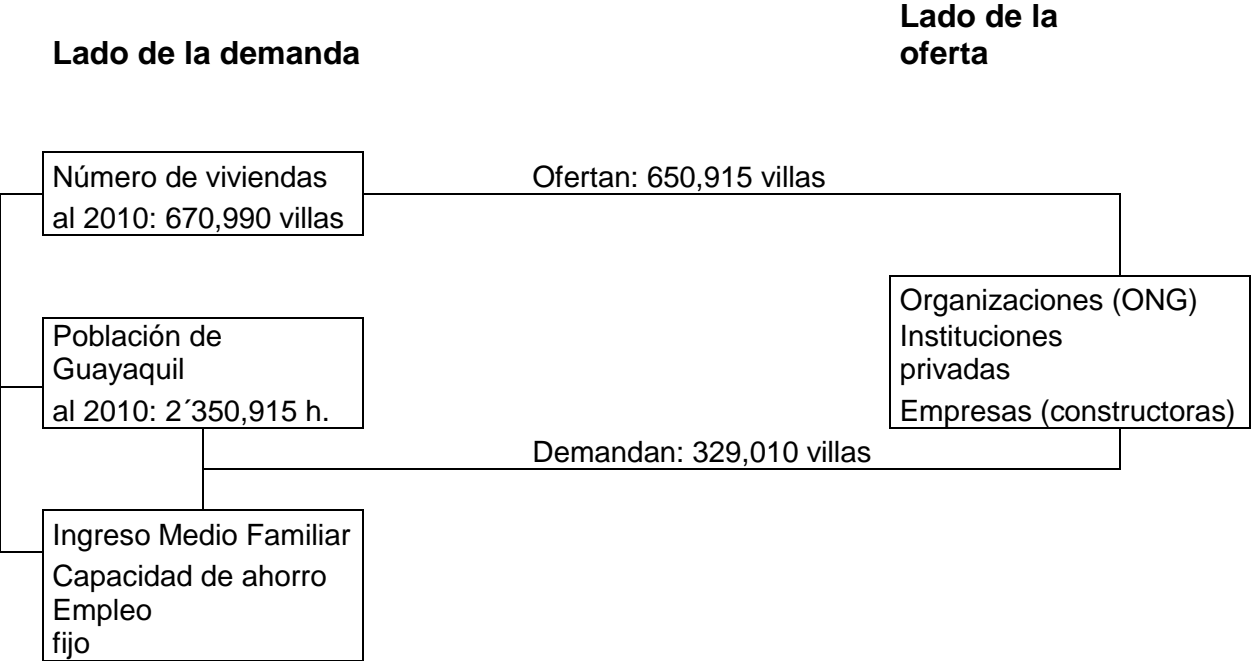 Lado de la demanda
Lado de la
oferta
Número de viviendas
al 2010: 670,990 villas
Ofertan: 650,915 villas
Organizaciones (ONG)
Instituciones
privadas
Empresas (constructoras)
Población de
Guayaquil
al 2010: 2´350,915 h.
Demandan: 329,010 villas
Ingreso Medio Familiar
Capacidad de ahorro
Empleo
fijo